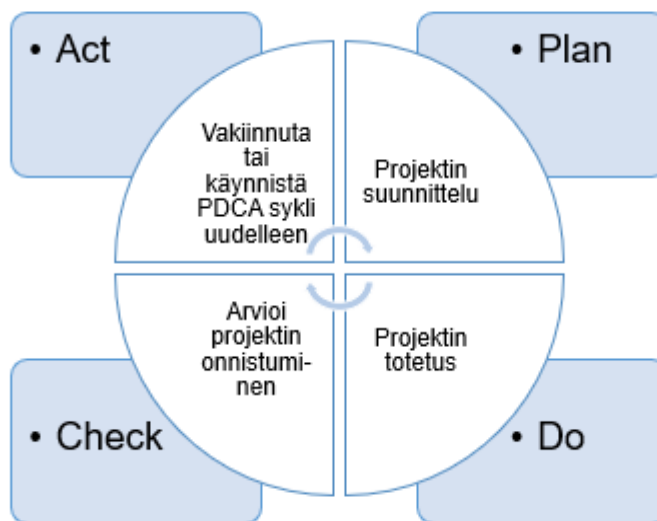 • Act
• Plan
Vakiinnuta
tai
käynnistä
PDCA sykli
uudelleen
Projektin
suunnittelu
Arvioi
projektin
onnistumi-
nen
Projektin
totetus
• Check
• Do